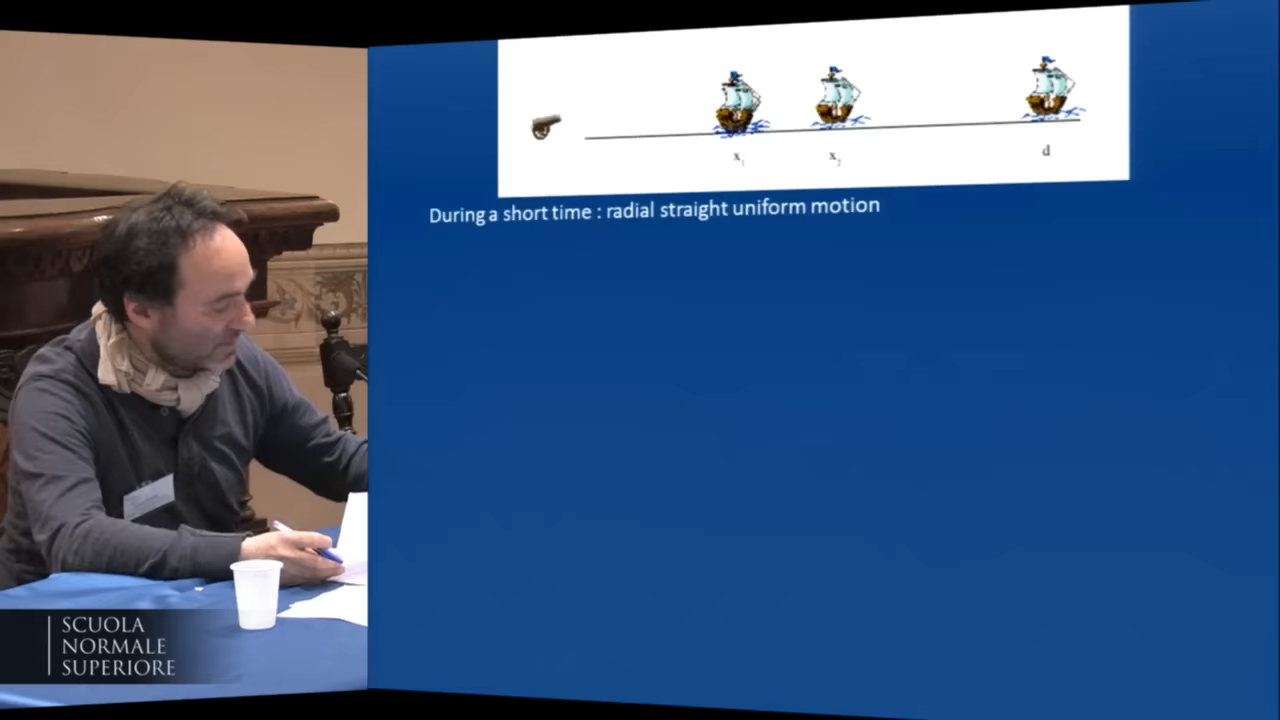 x₁ x₂ d
During a short time : radial straight uniform motion
SCUOLA
NORMALE
SUPERIORE